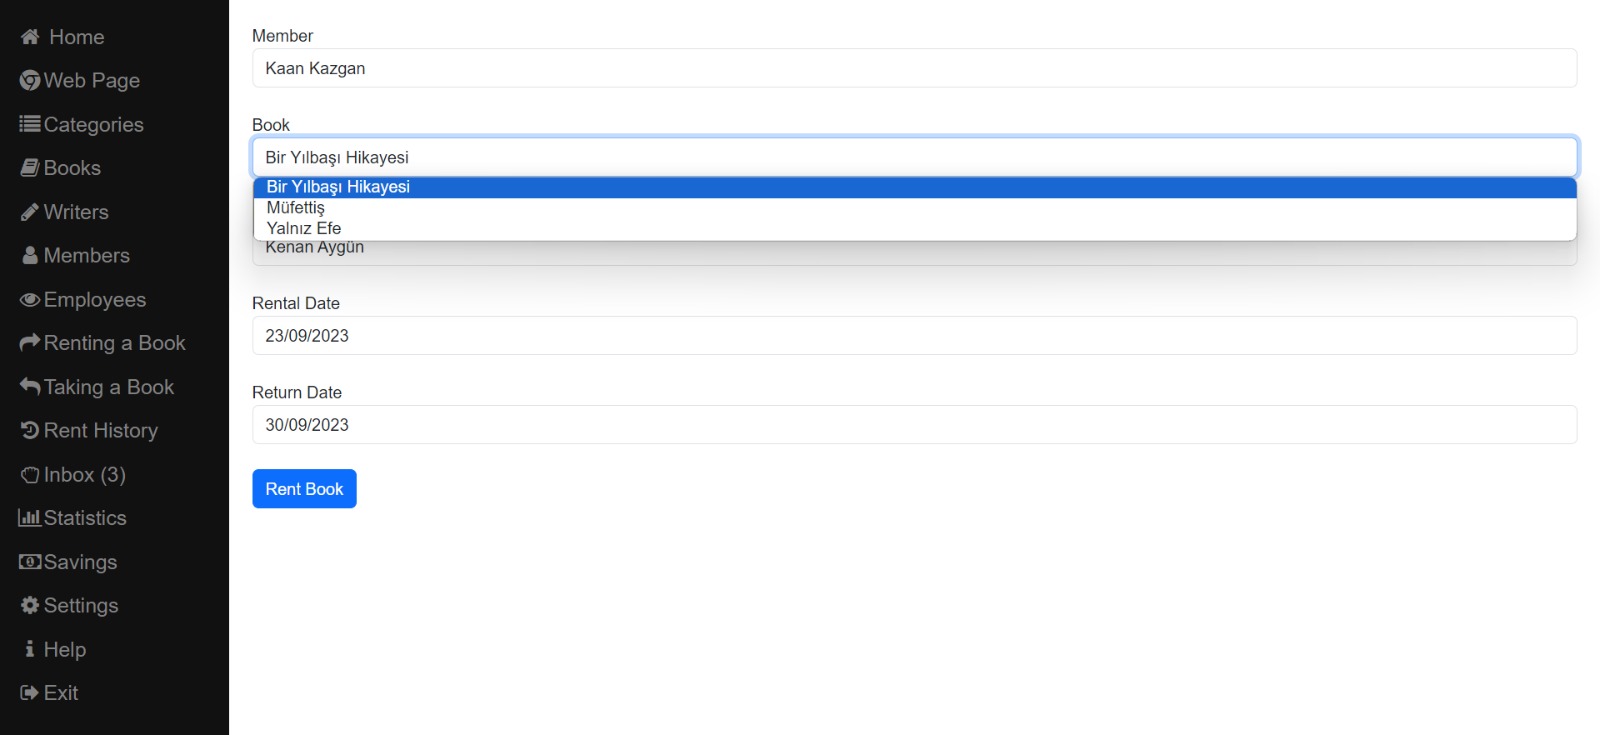 Home
Web Page
Categories
Books
Writers
Members
Employees
Renting a Book
Taking a Book
Rent History
Inbox (3)
Statistics
Savings
Settings
Help
Exit
Member
Kaan Kazgan
Book
Bir Yılbaşı Hikayesi
Bir Yılbaşı Hikayesi
Müfettiş
Yalnız Efe
Kenan Aygün
Rental Date
23/09/2023
Return Date
30/09/2023
Rent Book